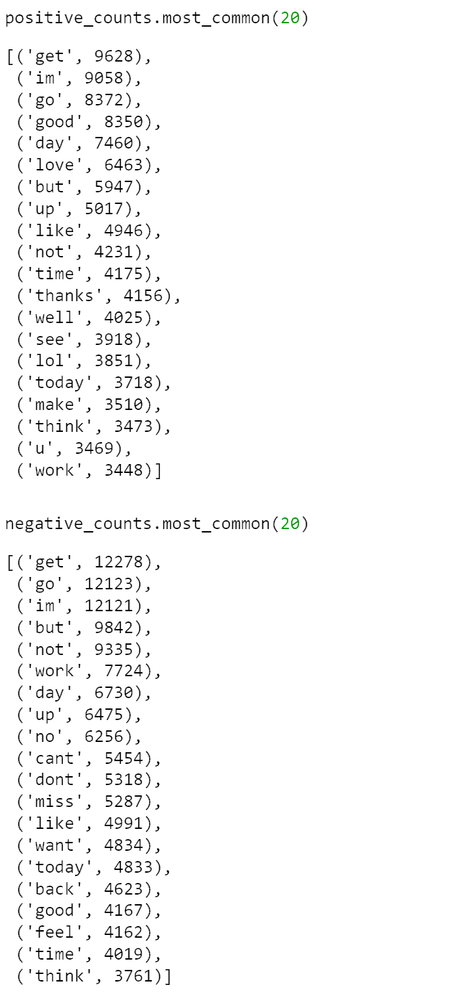 positive_counts.most_common(20)
[('get', 9628),
('im', 9058),
('go', 8372),
('good', 8350),
('day', 7460),
('love', 6463),
('but', 5947),
('up', 5017),
('like', 4946),
('not', 4231),
('time', 4175),
('thanks', 4156),
('well', 4025),
('see', 3918),
('lol', 3851),
('today', 3718),
('make', 3510),
('think', 3473),
('u', 3469),
('work', 3448)]
negative_counts.most_common(20)
[('get', 12278),
('go', 12123),
('im', 12121),
('but', 9842),
('not', 9335),
('work', 7724),
('day', 6730),
('up', 6475),
('no', 6256),
('cant', 5454),
('dont', 5318),
('miss', 5287),
('like', 4991),
('want', 4834),
('today', 4833),
('back', 4623),
('good', 4167),
('feel', 4162),
('time', 4019),
('think', 3761)]